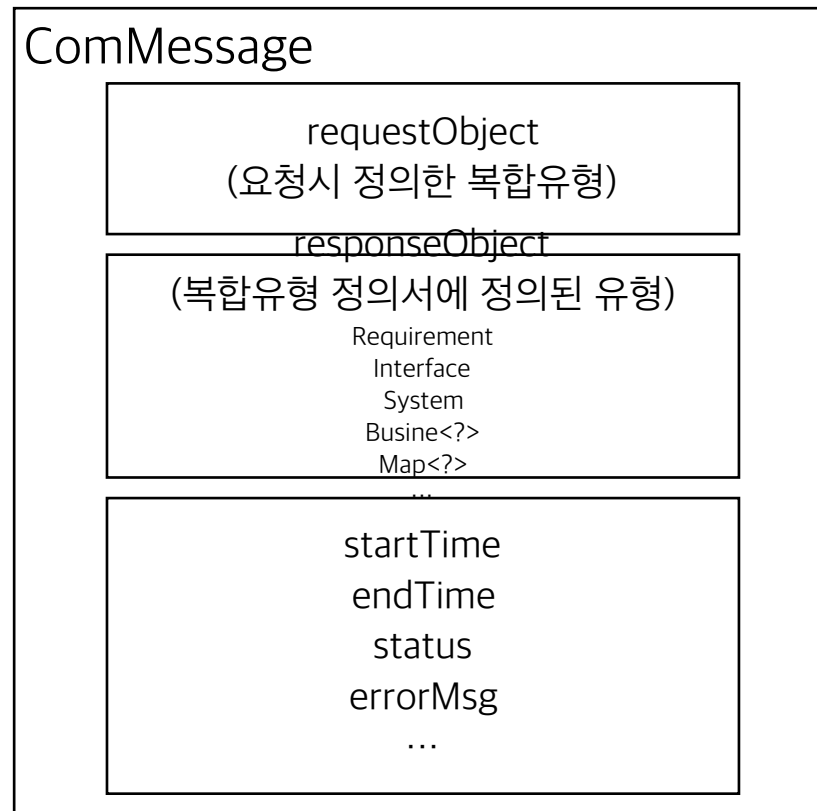 ComMessage
requestObject
(요청시 정의한 복합유형)
responseObject
(복합유형 정의서에 정의된 유형)
Requirement
Interface
System
Busine<?>
Map<?>
...
startTime
endTime
status
errorMsg
...